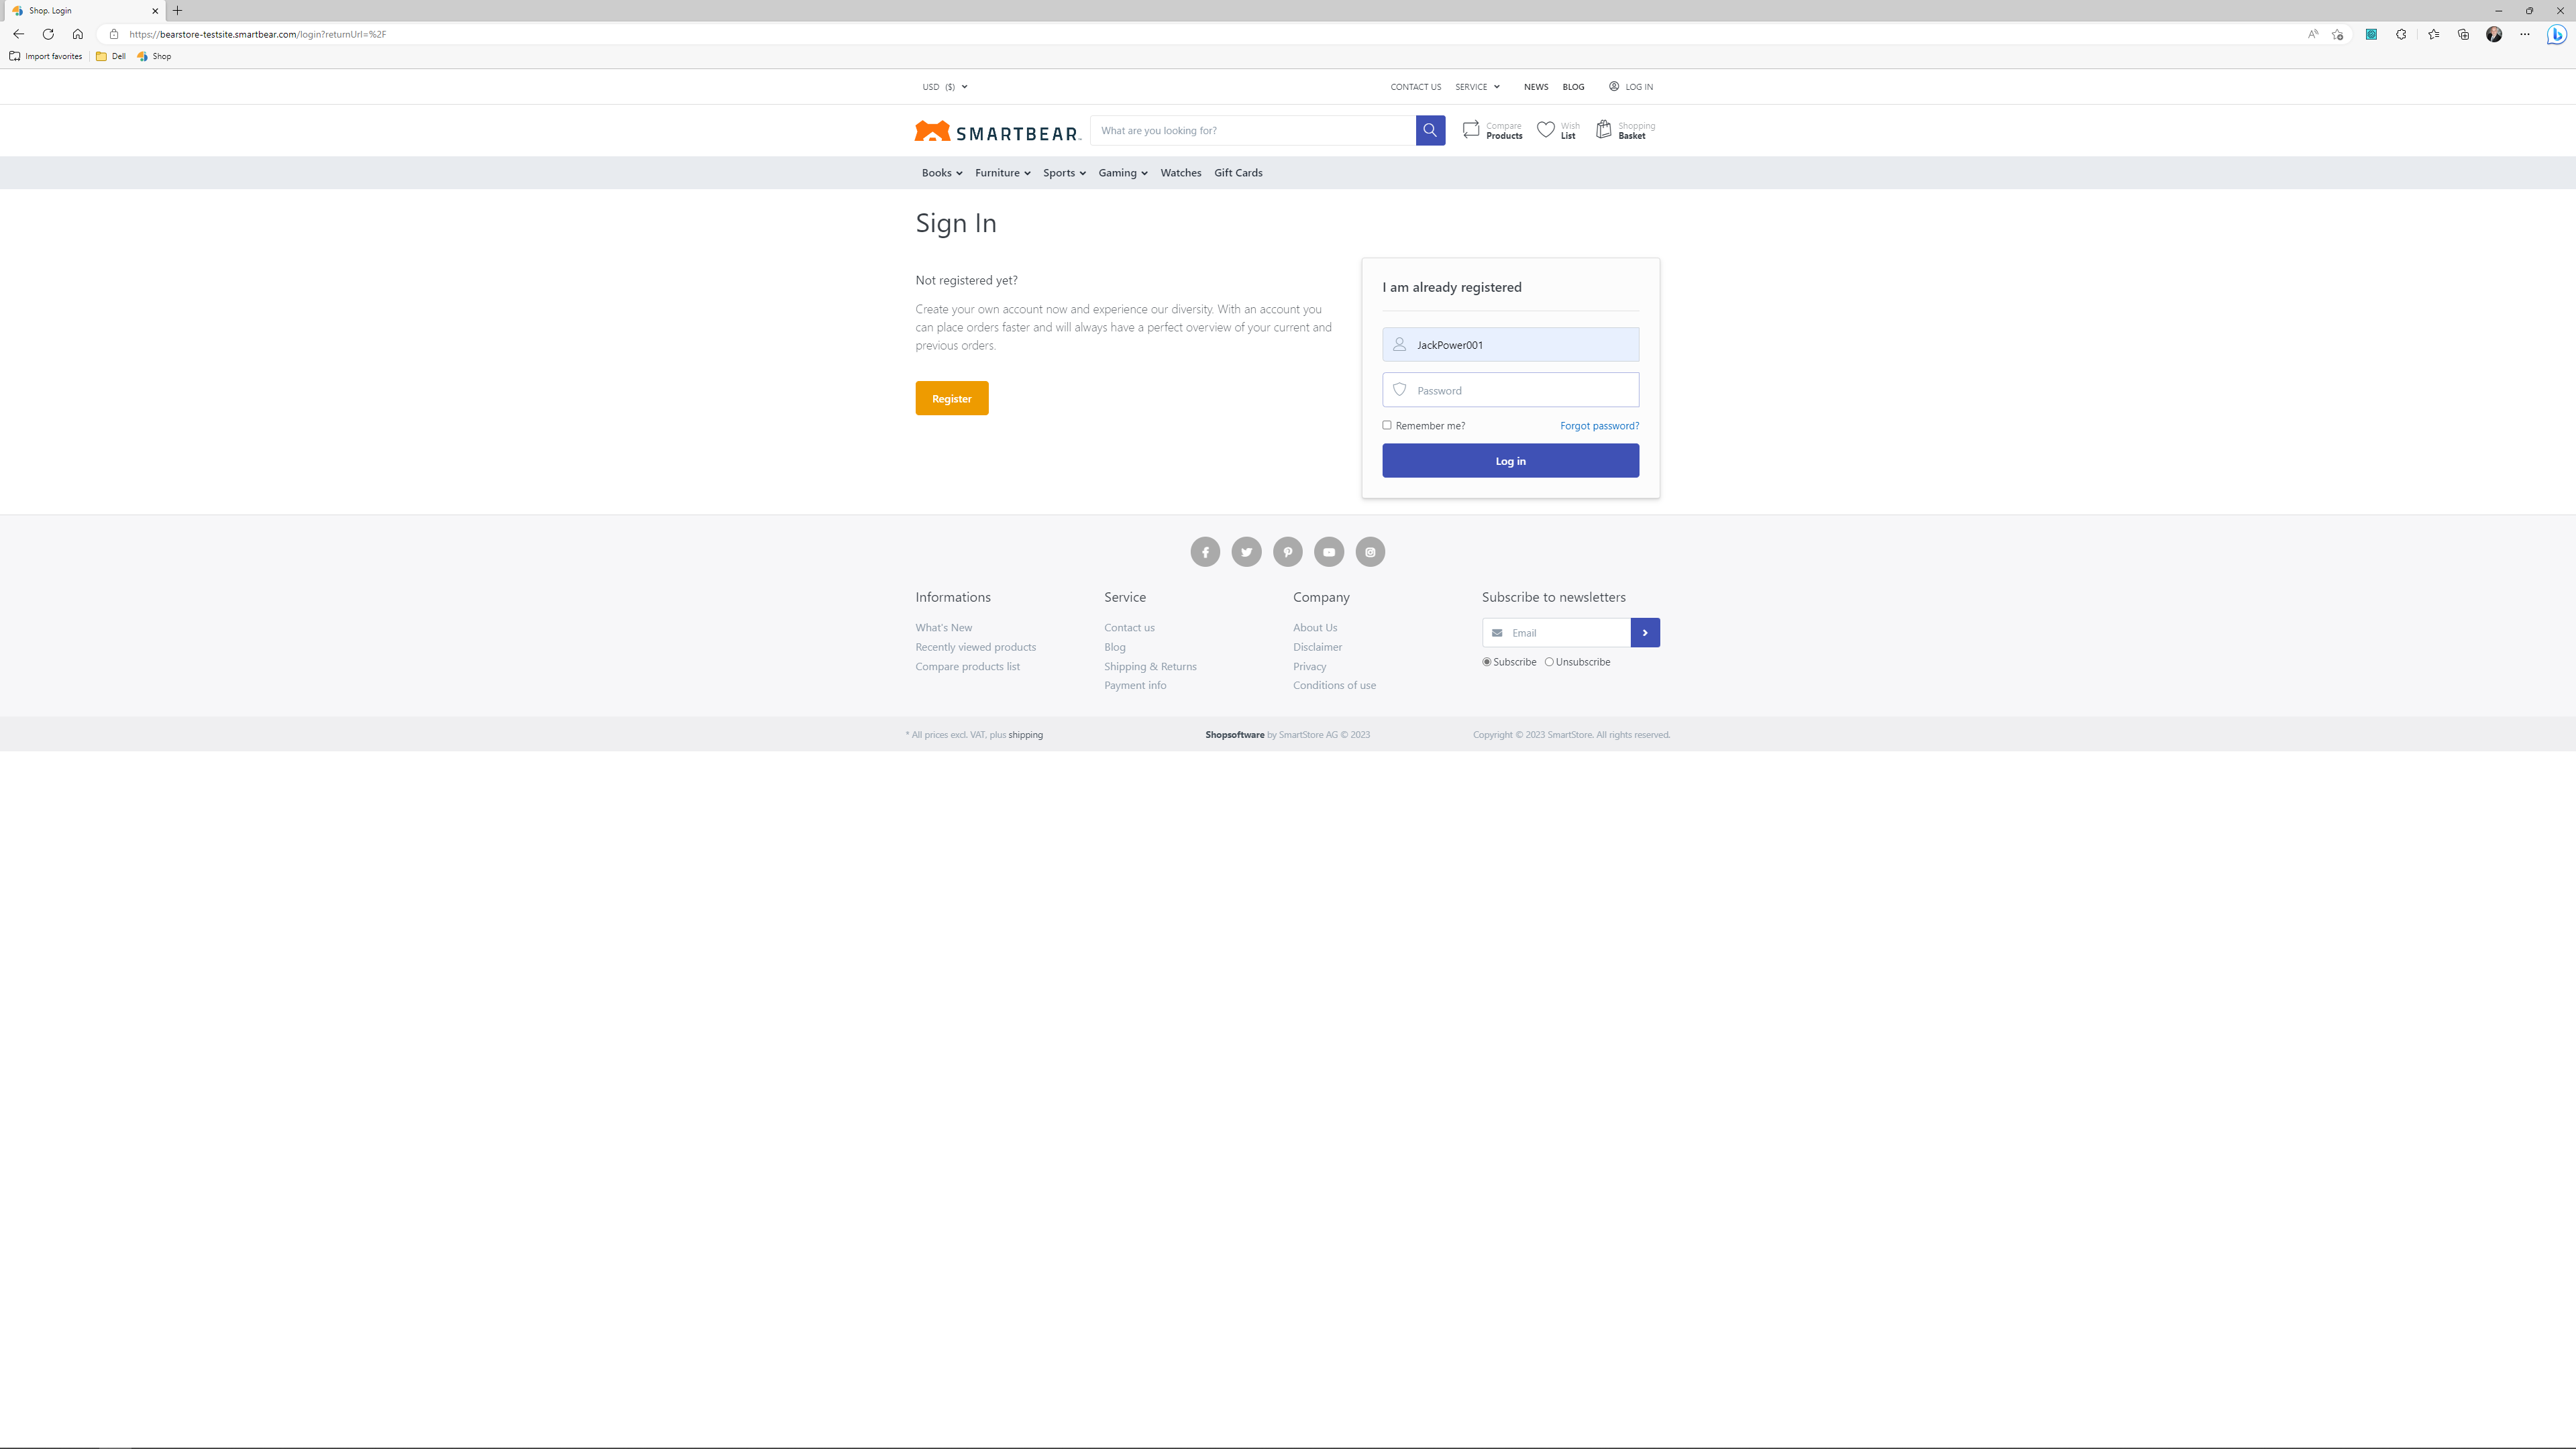 Shop. Login
https://bearstore-testsite.smartbear.com/login?returnUrl=%2F
Import favorites Dell Shop
USD ($) CONTACT US SERVICE NEWS BLOG LOG IN
SMARTBEAR
What are you looking for?
Compare Products
Wish List
Shopping Basket
Books Furniture Sports Gaming Watches Gift Cards
Sign In
Not registered yet?
Create your own account now and experience our diversity. With an account you
can place orders faster and will always have a perfect overview of your current and
previous orders.
Register
I am already registered
JackPower001
Password
Remember me? Forgot password?
Log in
Informations
What's New
Recently viewed products
Compare products list
Service
Contact us
Blog
Shipping & Returns
Payment info
Company
About Us
Disclaimer
Privacy
Conditions of use
Subscribe to newsletters
Email
Subscribe Unsubscribe
* All prices excl. VAT, plus shipping
Shopsoftware by SmartStore AG © 2023
Copyright © 2023 SmartStore. All rights reserved.